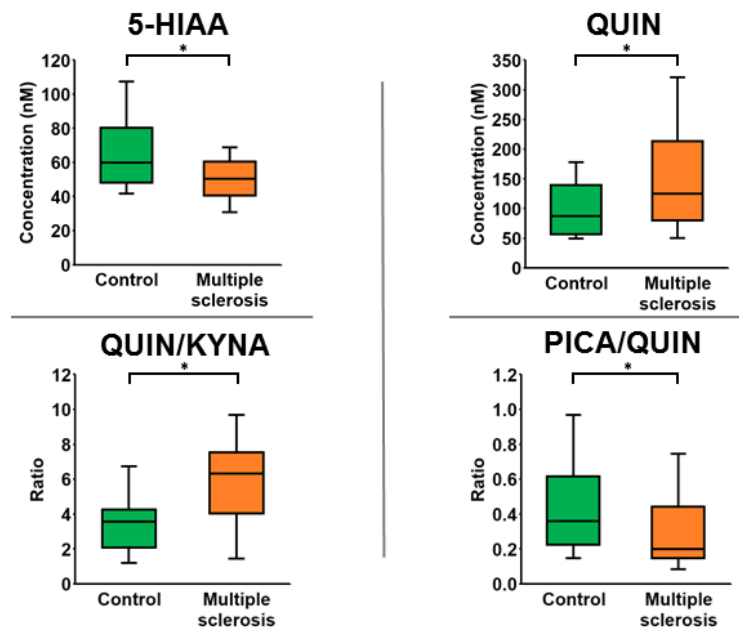 5-HIAA
*
120
100
80
60
40
20
0
Concentration (nM)
Control
Multiple
sclerosis
QUIN
*
350
300
250
200
150
100
50
0
Concentration (nM)
Control
Multiple
sclerosis
QUIN/KYNA
*
12
10
8
6
4
2
0
Ratio
Control
Multiple
sclerosis
PICA/QUIN
*
1.2
1.0
0.8
0.6
0.4
0.2
0.0
Ratio
Control
Multiple
sclerosis